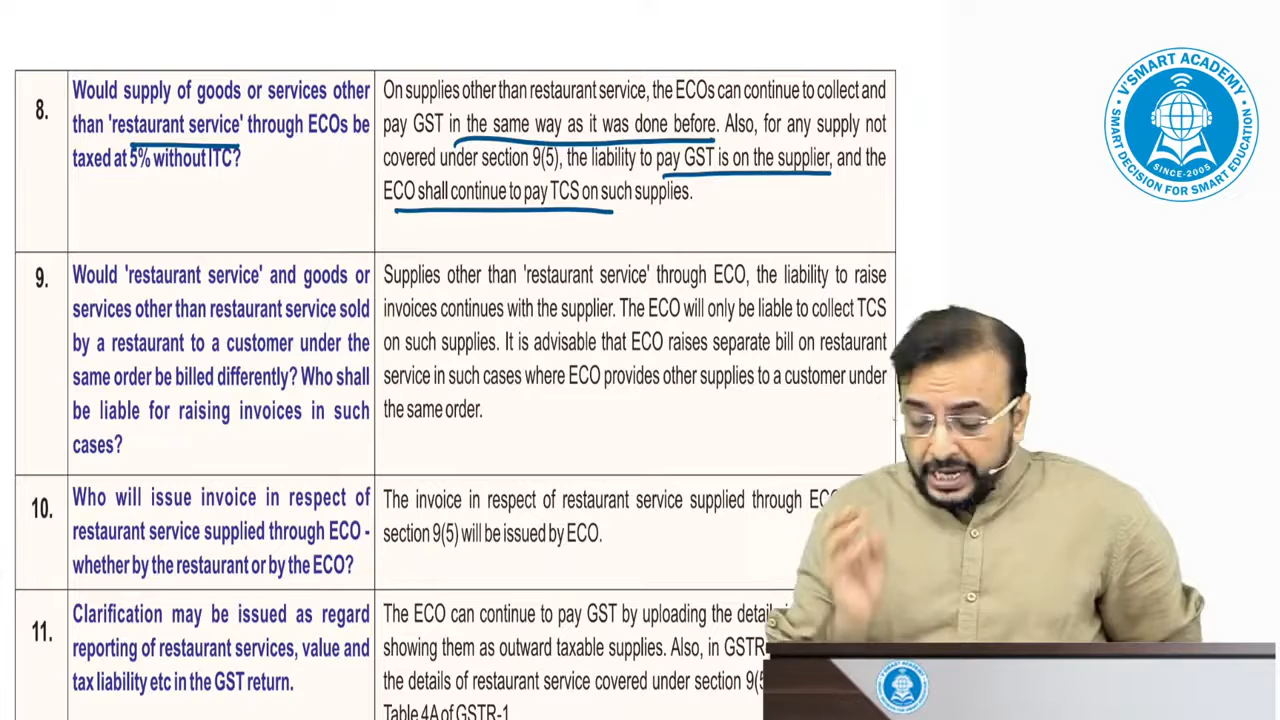 8.
Would supply of goods or services other
than 'restaurant service' through ECOs be
taxed at 5% without ITC?
On supplies other than restaurant service, the ECOs can continue to collect and
pay GST in the same way as it was done before. Also, for any supply not
covered under section 9(5), the liability to pay GST is on the supplier, and the
ECO shall continue to pay TCS on such supplies.
9.
Would 'restaurant service' and goods or
services other than restaurant service sold
by a restaurant to a customer under the
same order be billed differently? Who shall
be liable for raising invoices in such
cases?
Supplies other than 'restaurant service' through ECO, the liability to raise
invoices continues with the supplier. The ECO will only be liable to collect TCS
on such supplies. It is advisable that ECO raises separate bill on restaurant
service in such cases where ECO provides other supplies to a customer under
the same order.
10.
Who will issue invoice in respect of
restaurant service supplied through ECO -
whether by the restaurant or by the ECO?
The invoice in respect of restaurant service supplied through
section 9(5) will be issued by ECO.
11.
Clarification may be issued as regard
reporting of restaurant services, value and
tax liability etc in the GST return.
The ECO can continue to pay GST by uploading the
showing them as outward taxable supplies. Also, in
the details of restaurant service covered under section
Table 4A of GSTR-1
V'SMART ACADEMY
SINCE-2005
SMART DECISION FOR SMART EDUCATION